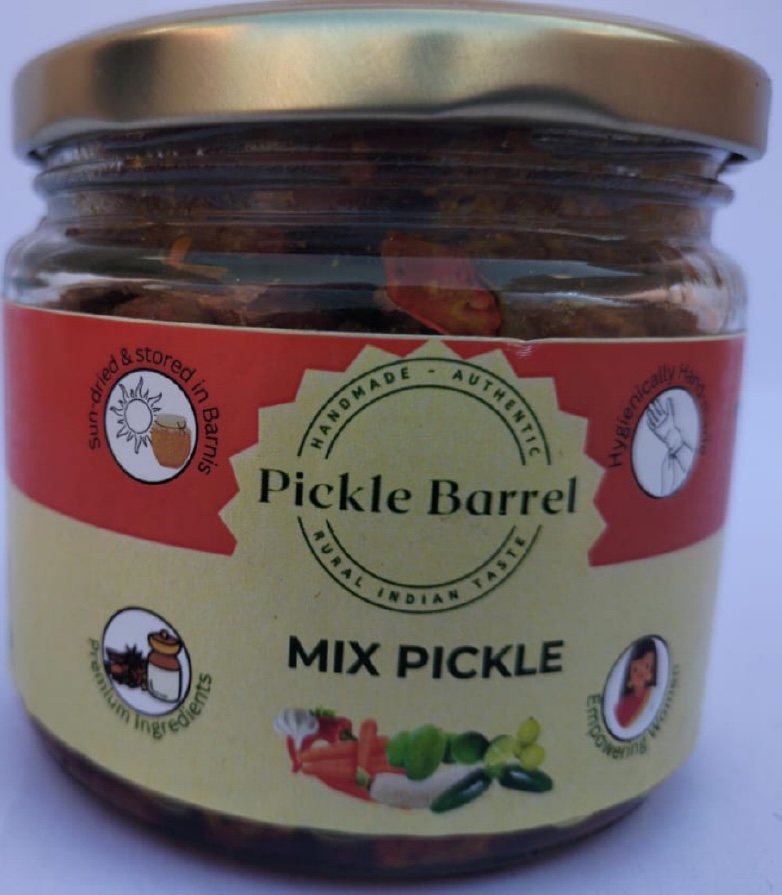 Sun-dried & stored in Barnis
HANDMADE - AUTHENTIC
Hygienically
Pickle Barrel
RURAL INDIAN TASTE
MIX PICKLE
Premium Ingredients
Empowering Women